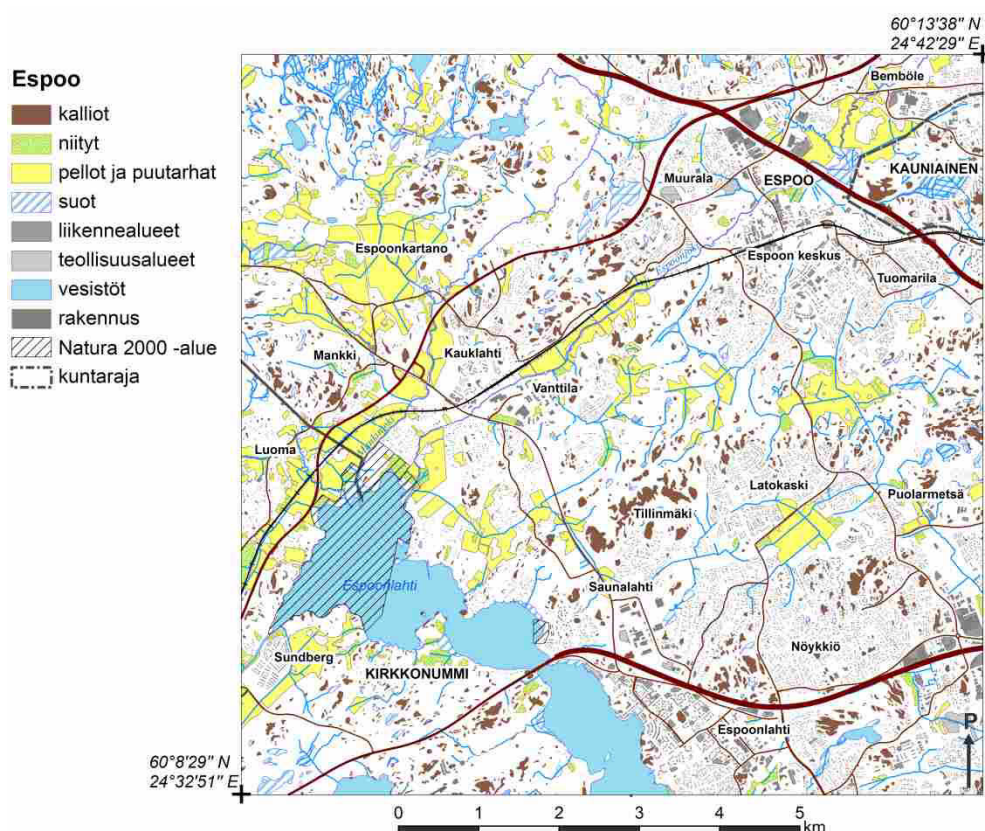 60°13'38'' N
24°42'29'' E
Espoo
kalliot
niityt
pellot ja puutarhat
suot
liikennealueet
teollisuusalueet
vesistöt
rakennus
Natura 2000 -alue
kuntaraja
Bemböle
Muurala
ESPOO
KAUNIAINEN
Espoonkartano
Espoon keskus
Tuomarila
Mankki
Kauklahti
Vanttila
Luoma
Latokaski
Puolarmetsä
Tillinmäki
Espoonlahti
Saunalahti
Sundberg
KIRKKONUMMI
Nöykkiö
Espoonlahti
P
60°8'29'' N
24°32'51'' E
0 1 2 3 4 5
km